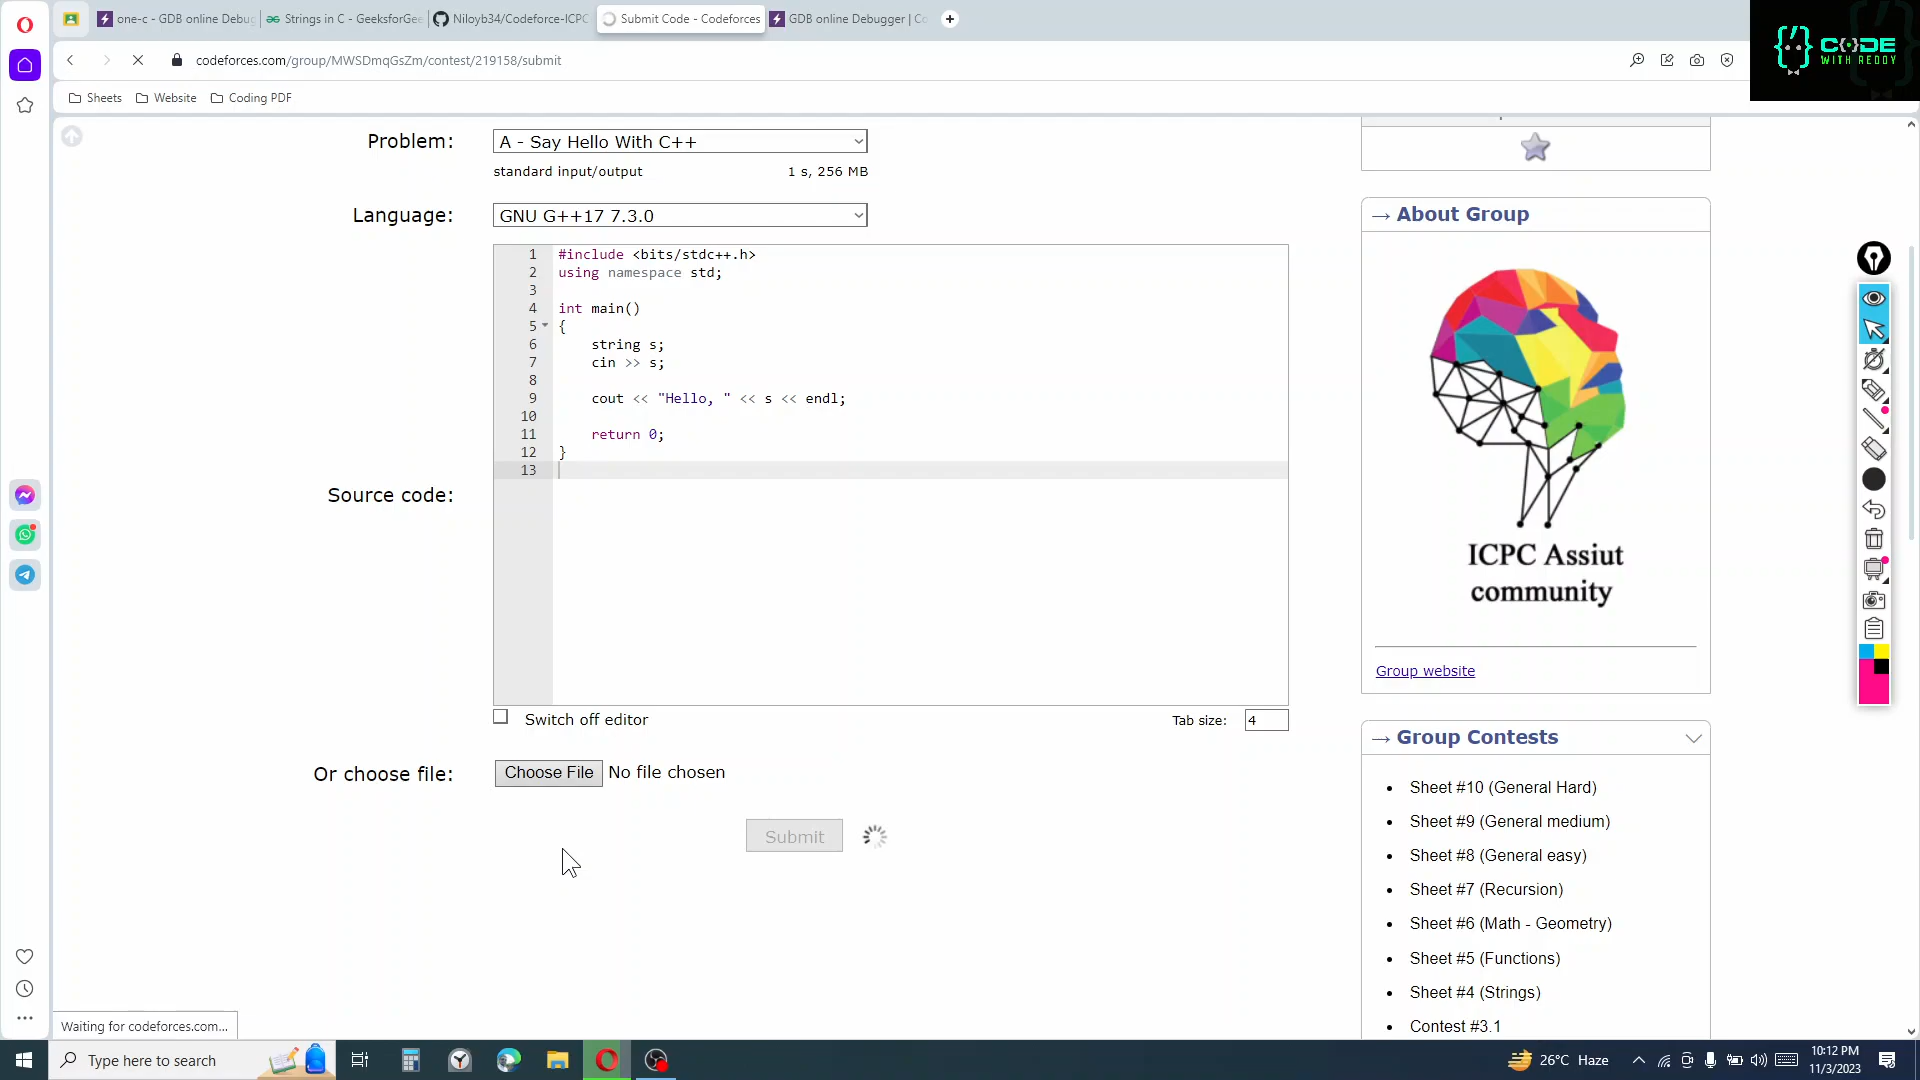 one-c - GDB online Debug
Strings in C - GeeksforGee
Niloyb34/Codeforce-ICPC
Submit Code - Codeforces
GDB online Debugger | Co
CODE
WITH REDDY
codeforces.com/group/MWSDmqGsZm/contest/219158/submit
Sheets
Website
Coding PDF
Problem:
A - Say Hello With C++
standard input/output
1 s, 256 MB
Language:
GNU G++17 7.3.0
Source code:
1 #include <bits/stdc++.h>
2 using namespace std;
3
4 int main()
5 {
6 string s;
7 cin >> s;
8
9 cout << "Hello, " << s << endl;
10
11 return 0;
12 }
13
Switch off editor
Tab size: 4
Or choose file:
Choose File No file chosen
Submit
→ About Group
ICPC Assiut
community
Group website
→ Group Contests
Sheet #10 (General Hard)
Sheet #9 (General medium)
Sheet #8 (General easy)
Sheet #7 (Recursion)
Sheet #6 (Math - Geometry)
Sheet #5 (Functions)
Sheet #4 (Strings)
Contest #3.1
Waiting for codeforces.com...
Type here to search
26°C Haze
10:12 PM
11/3/2023